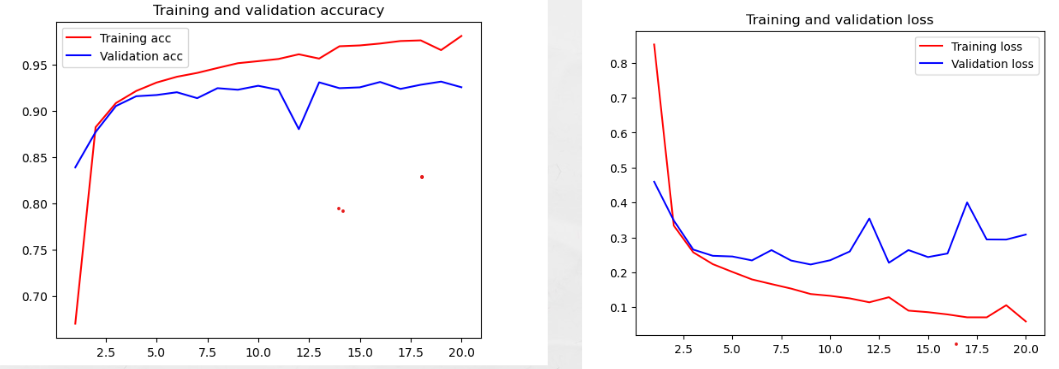 Training and validation accuracy
Training acc
Validation acc
0.95
0.90
0.85
0.80
0.75
0.70
2.5 5.0 7.5 10.0 12.5 15.0 17.5 20.0
Training and validation loss
Training loss
Validation loss
0.8
0.7
0.6
0.5
0.4
0.3
0.2
0.1
2.5 5.0 7.5 10.0 12.5 15.0 17.5 20.0